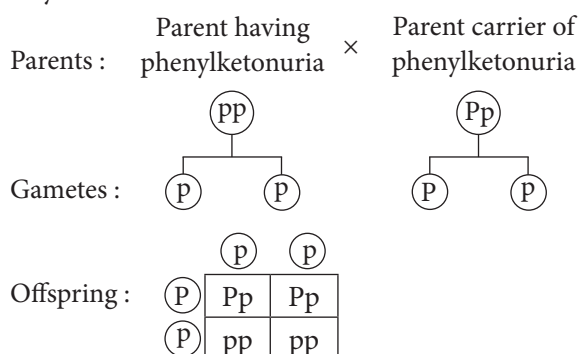 Parent having Parent carrier of
Parents : phenylketonuria × phenylketonuria
pp Pp
Gametes : p p P p
p p
Offspring : P Pp Pp
p pp pp